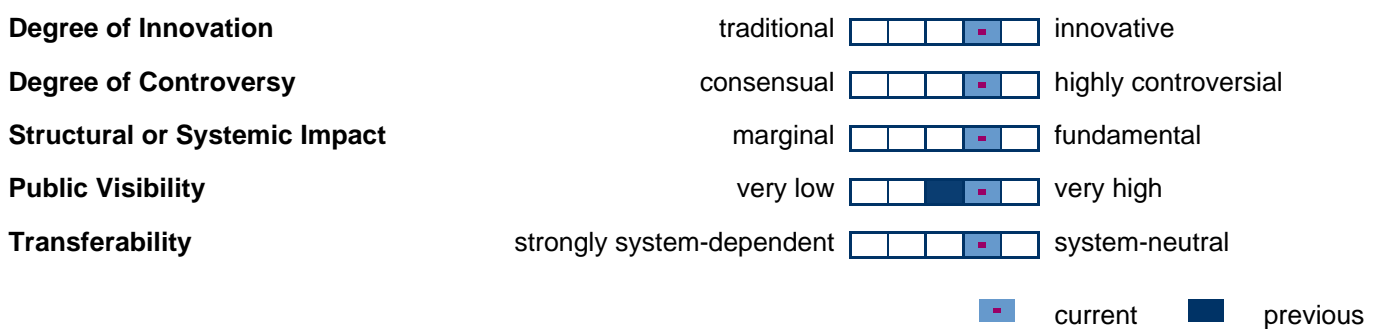 Degree of Innovation traditional innovative
Degree of Controversy consensual highly controversial
Structural or Systemic Impact marginal fundamental
Public Visibility very low very high
Transferability strongly system-dependent system-neutral
current previous